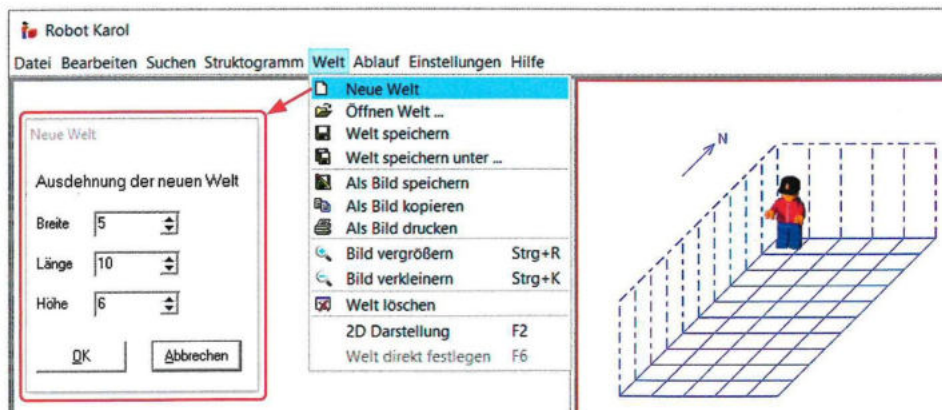 Robot Karol
Datei Bearbeiten Suchen Struktogramm Welt Ablauf Einstellungen Hilfe
Neue Welt
Öffnen Welt ...
Welt speichern
Welt speichern unter ...
Als Bild speichern
Als Bild kopieren
Als Bild drucken
Bild vergrößern Strg+R
Bild verkleinern Strg+K
Welt löschen
2D Darstellung F2
Welt direkt festlegen F6
Neue Welt
Ausdehnung der neuen Welt
Breite 5
Länge 10
Höhe 6
OK Abbrechen
N